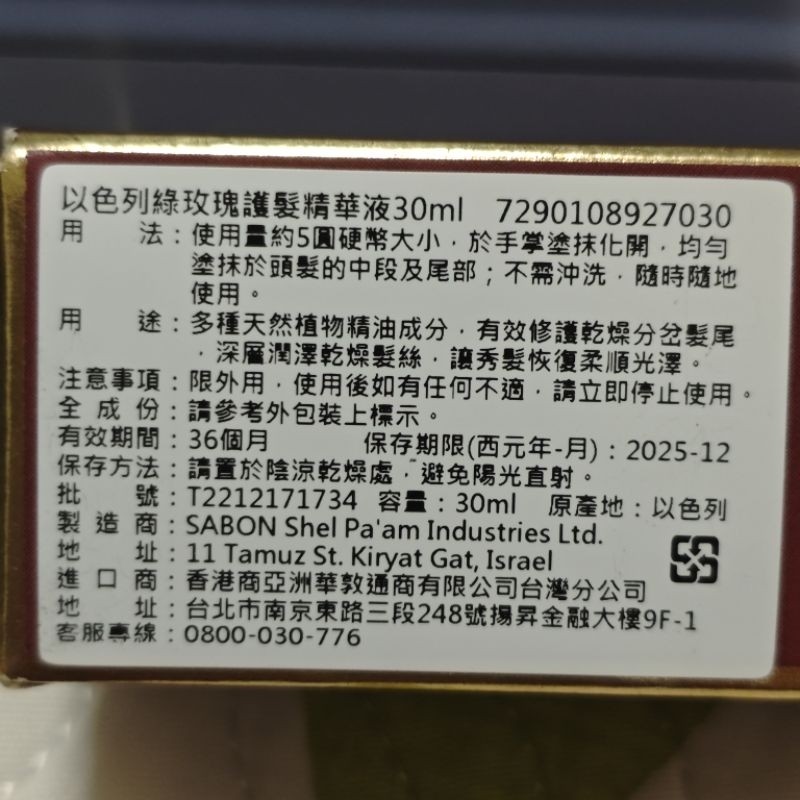 以色列綠玫瑰護髮精華液30ml 7290108927030
用 法：使用量約5圓硬幣大小，於手掌塗抹化開，均勻
塗抹於頭髮的中段及尾部；不需沖洗，隨時隨地
使用。
用 途：多種天然植物精油成分，有效修護乾燥分岔髮尾
，深層潤澤乾燥髮絲，讓秀髮恢復柔順光澤。
注意事項：限外用，使用後如有任何不適，請立即停止使用。
全 成 份：請參考外包裝上標示。
有效期間：36個月 保存期限(西元年-月)：2025-12
保存方法：請置於陰涼乾燥處，避免陽光直射。
批 號：T2212171734 容量：30ml 原產地：以色列
製 造 商：SABON Shel Pa'am Industries Ltd.
地 址：11 Tamuz St. Kiryat Gat, Israel
進 口 商：香港商亞洲華敦通商有限公司台灣分公司
地 址：台北市南京東路三段248號揚昇金融大樓9F-1
客服專線：0800-030-776